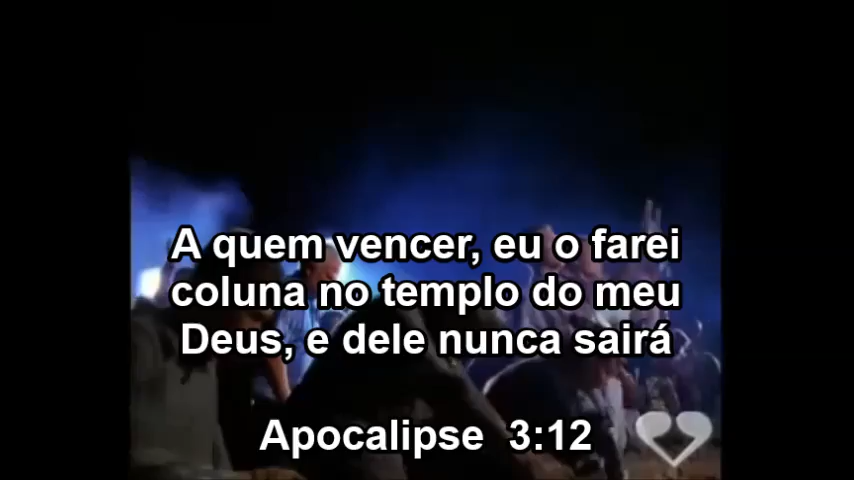 A quem vencer, eu o farei
coluna no templo do meu
Deus, e dele nunca sairá
Apocalipse 3:12